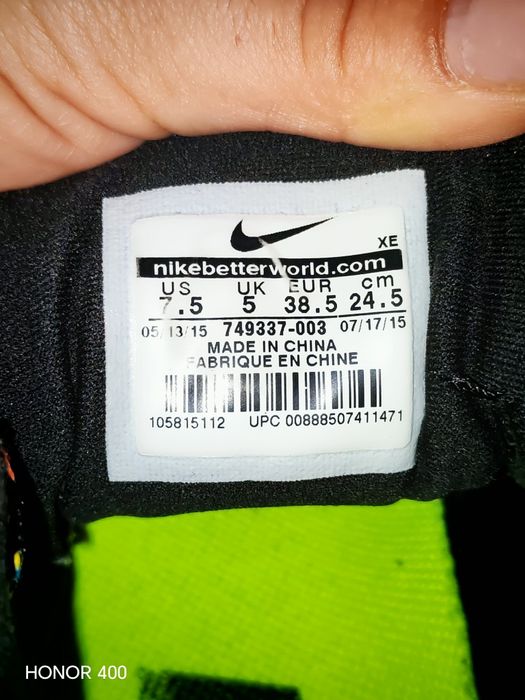 XE
nikebetterworld.com
US UK EUR cm
7.5 5 38.5 24.5
05/13/15 749337-003 07/17/15
MADE IN CHINA
FABRIQUE EN CHINE
105815112 UPC 00888507411471
HONOR 400